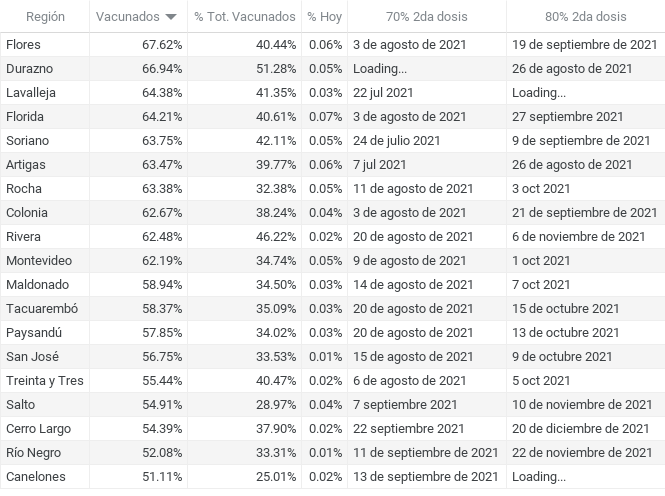 Región Vacunados % Tot. Vacunados % Hoy 70% 2da dosis 80% 2da dosis
Flores 67.62% 40.44% 0.06% 3 de agosto de 2021 19 de septiembre de 2021
Durazno 66.94% 51.28% 0.05% Loading... 26 de agosto de 2021
Lavalleja 64.38% 41.35% 0.03% 22 jul 2021 Loading...
Florida 64.21% 40.61% 0.07% 3 de agosto de 2021 27 septiembre 2021
Soriano 63.75% 42.11% 0.05% 24 de julio 2021 9 de septiembre de 2021
Artigas 63.47% 39.77% 0.06% 7 jul 2021 26 de agosto de 2021
Rocha 63.38% 32.38% 0.05% 11 de agosto de 2021 3 oct 2021
Colonia 62.67% 38.24% 0.04% 3 de agosto de 2021 21 de septiembre de 2021
Rivera 62.48% 46.22% 0.02% 20 de agosto de 2021 6 de noviembre de 2021
Montevideo 62.19% 34.74% 0.05% 9 de agosto de 2021 1 oct 2021
Maldonado 58.94% 34.50% 0.03% 14 de agosto de 2021 7 oct 2021
Tacuarembó 58.37% 35.09% 0.03% 20 de agosto de 2021 15 de octubre 2021
Paysandú 57.85% 34.02% 0.03% 20 de agosto de 2021 13 de octubre 2021
San José 56.75% 33.53% 0.01% 15 de agosto de 2021 9 de octubre 2021
Treinta y Tres 55.44% 40.47% 0.02% 6 de agosto de 2021 5 oct 2021
Salto 54.91% 28.97% 0.04% 7 septiembre 2021 10 de noviembre de 2021
Cerro Largo 54.39% 37.90% 0.02% 22 septiembre 2021 20 de diciembre de 2021
Río Negro 52.08% 33.31% 0.01% 11 de septiembre de 2021 22 de noviembre de 2021
Canelones 51.11% 25.01% 0.02% 13 de septiembre de 2021 Loading...